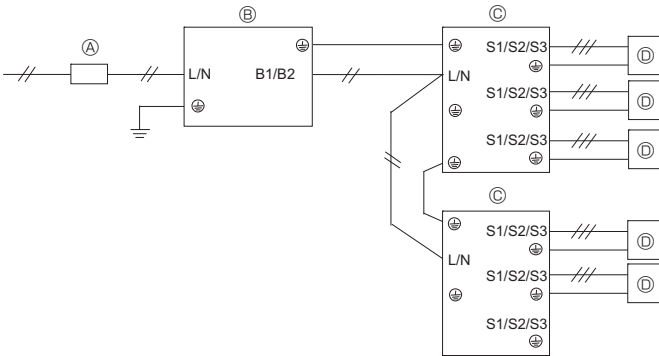 Ⓐ
Ⓑ
L/N
B1/B2
Ⓒ
L/N
S1/S2/S3
S1/S2/S3
S1/S2/S3
Ⓓ
Ⓓ
Ⓓ
Ⓒ
L/N
S1/S2/S3
S1/S2/S3
S1/S2/S3
Ⓓ
Ⓓ